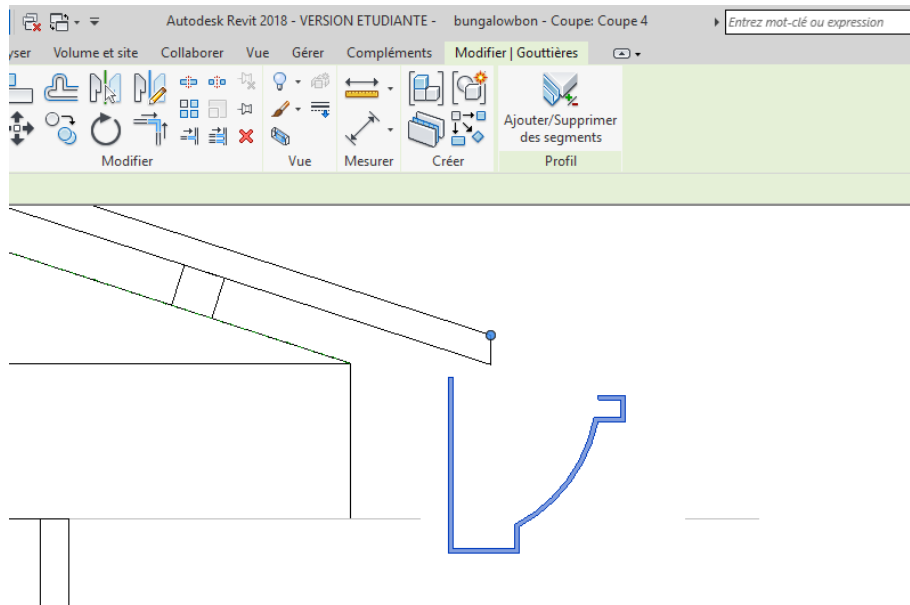 Autodesk Revit 2018 - VERSION ETUDIANTE - bungalowbon - Coupe: Coupe 4
Entrez mot-clé ou expression
yser Volume et site Collaborer Vue Gérer Compléments Modifier | Gouttières
Ajouter/Supprimer
des segments
Modifier Vue Mesurer Créer Profil